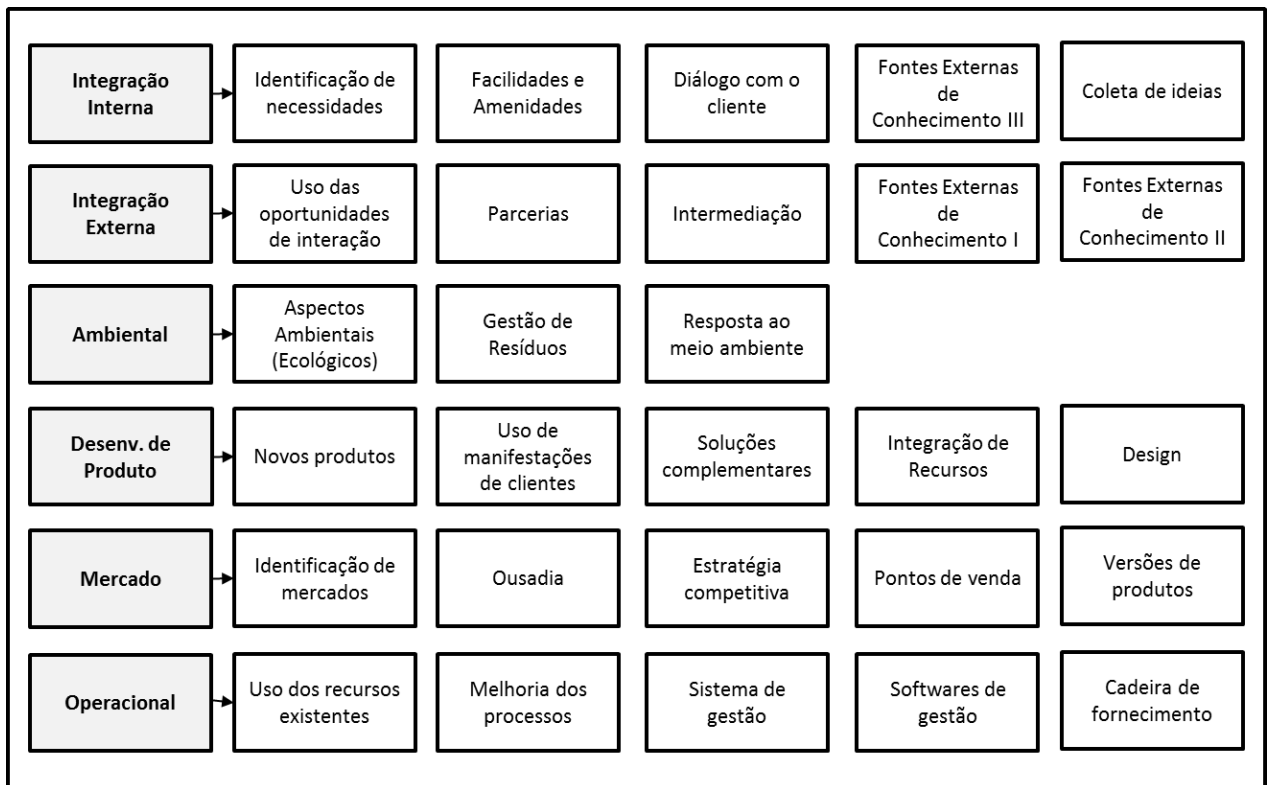 Integração
Interna
Identificação de
necessidades
Facilidades e
Amenidades
Diálogo com o
cliente
Fontes Externas
de
Conhecimento III
Coleta de ideias
Integração
Externa
Uso das
oportunidades
de interação
Parcerias
Intermediação
Fontes Externas
de
Conhecimento I
Fontes Externas
de
Conhecimento II
Ambiental
Aspectos
Ambientais
(Ecológicos)
Gestão de
Resíduos
Resposta ao
meio ambiente
Desenv. de
Produto
Novos produtos
Uso de
manifestações
de clientes
Soluções
complementares
Integração de
Recursos
Design
Mercado
Identificação de
mercados
Ousadia
Estratégia
competitiva
Pontos de venda
Versões de
produtos
Operacional
Uso dos recursos
existentes
Melhoria dos
processos
Sistema de
gestão
Softwares de
gestão
Cadeira de
fornecimento